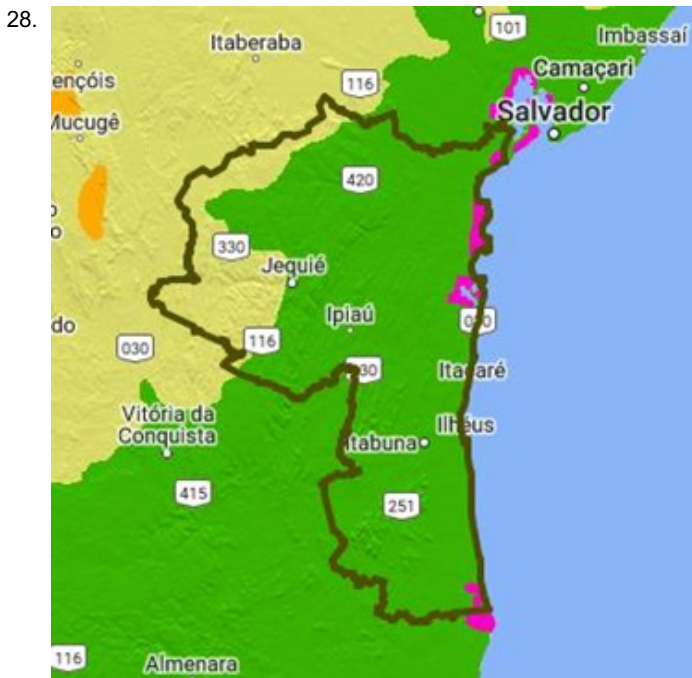 28.
101
Imbassaí
Itaberaba
ençóis
116
Camaçari
Salvador
Mucugê
420
o
330
Jequié
do
Ipiaú
030
116
Itacaré
Vitória da
Conquista
Ilhéus
Itabuna
415
251
116
Almenara